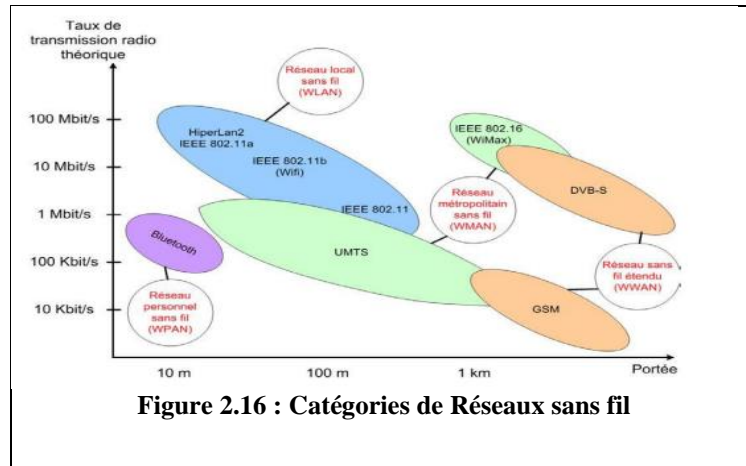 Taux de
transmission radio
théorique
Réseau local
sans fil
(WLAN)
100 Mbit/s
HiperLan2
IEEE 802.11a
IEEE 802.11b
(Wifi)
IEEE 802.16
(WiMax)
10 Mbit/s
DVB-S
1 Mbit/s
IEEE 802.11
Réseau
métropolitain
sans fil
(WMAN)
Bluetooth
UMTS
100 Kbit/s
Réseau sans
fil étendu
(WWAN)
Réseau
personnel
sans fil
(WPAN)
10 Kbit/s
GSM
10 m
100 m
1 km
Portée
Figure 2.16 : Catégories de Réseaux sans fil